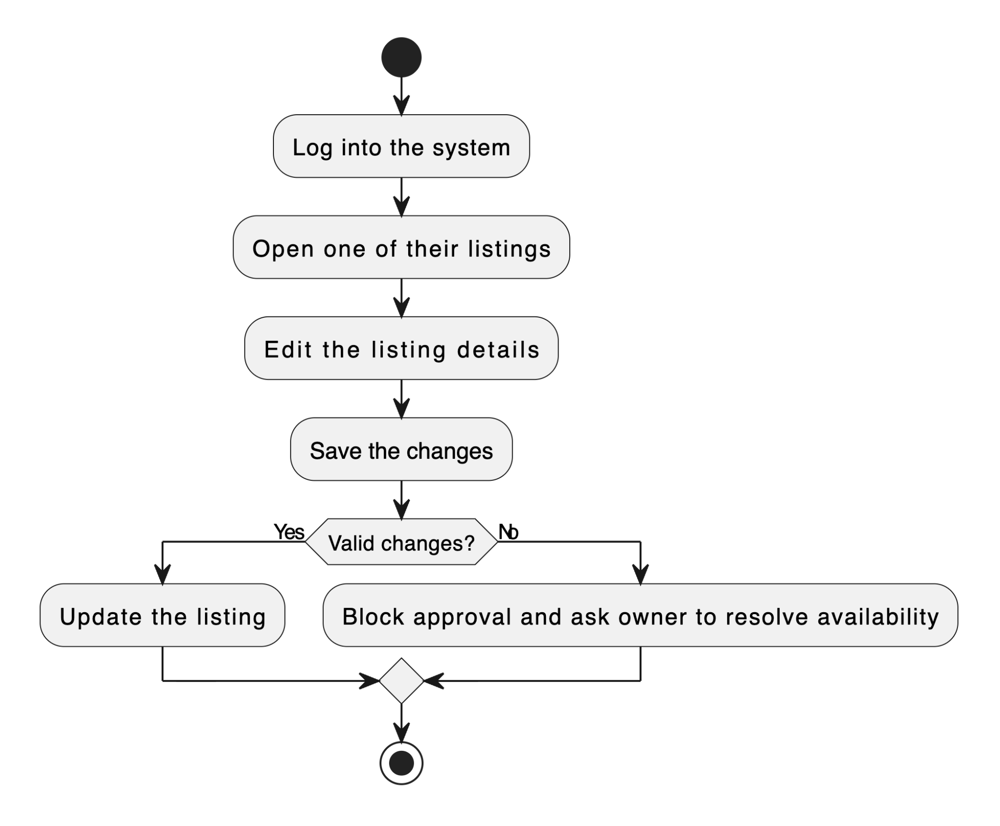 Log into the system
Open one of their listings
Edit the listing details
Save the changes
Yes
Valid changes?
No
Update the listing
Block approval and ask owner to resolve availability